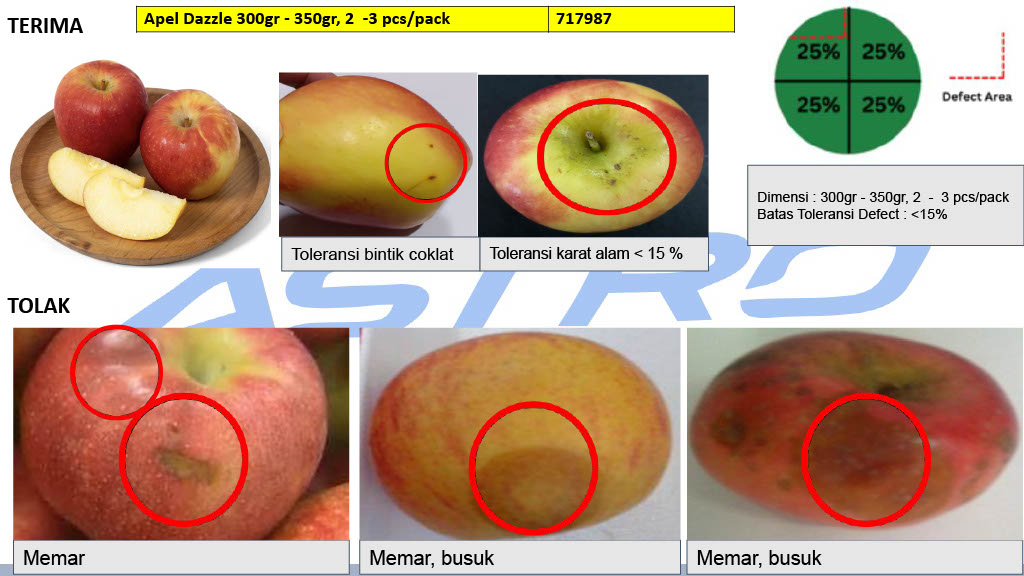 TERIMA
Apel Dazzle 300gr - 350gr, 2 -3 pcs/pack 717987
25% 25%
25% 25%
Defect Area
Dimensi : 300gr - 350gr, 2 - 3 pcs/pack
Batas Toleransi Defect : <15%
Toleransi bintik coklat
Toleransi karat alam < 15 %
ASTRO
TOLAK
Memar
Memar, busuk
Memar, busuk